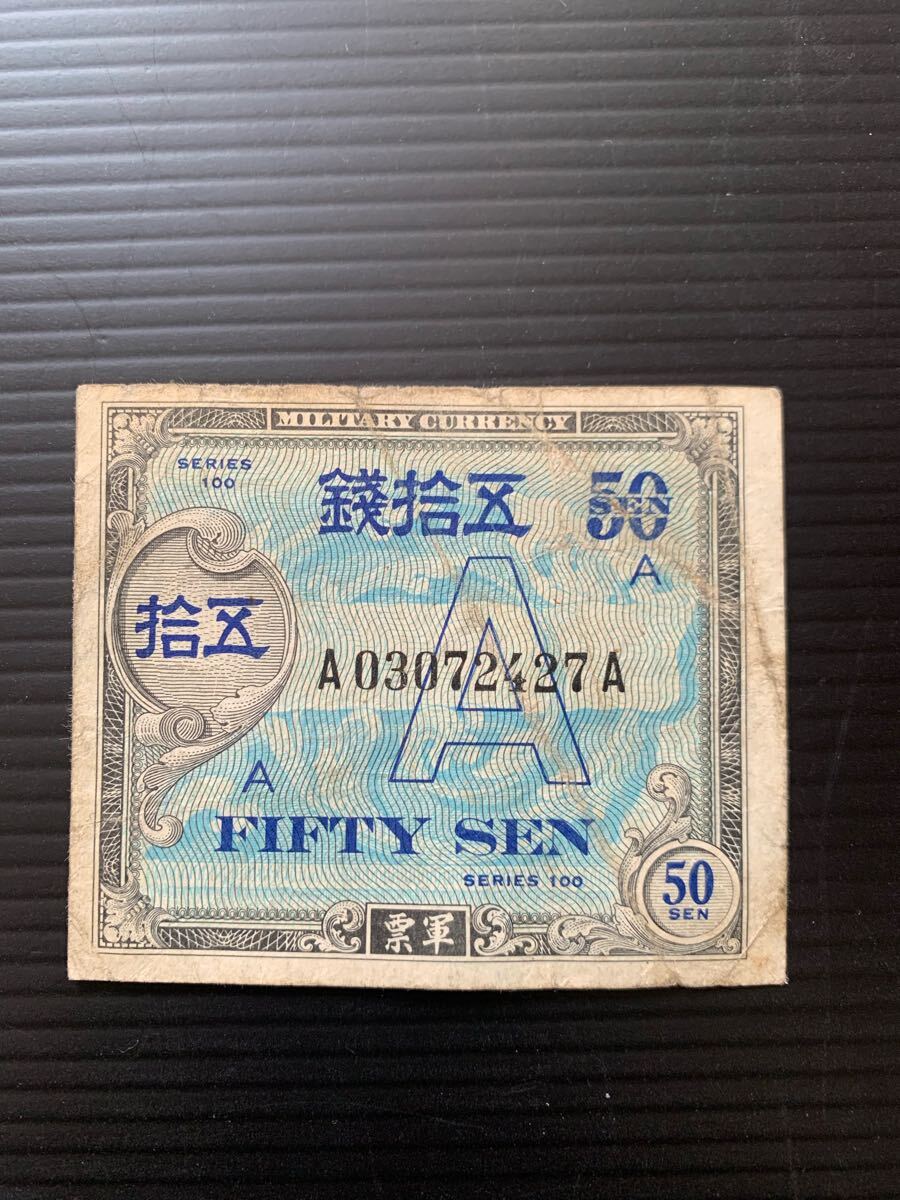 MILITARY CURRENCY
SERIES
100
錢拾五
50
SEN
A
拾五
A
A03072427A
A
FIFTY SEN
SERIES 100
50
SEN
票軍